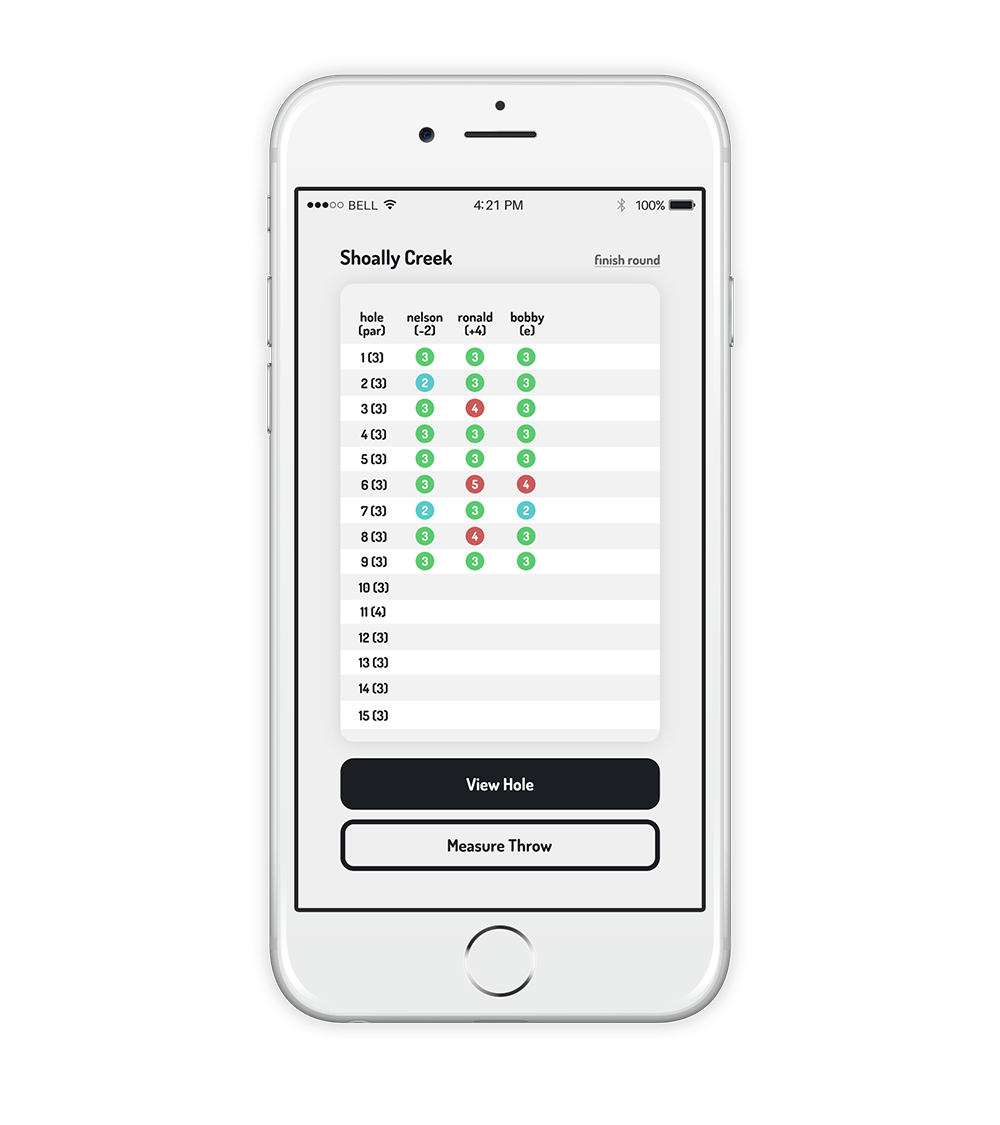 BELL 4:21 PM 100%
Shoally Creek finish round
hole nelson ronald bobby
(par) (-2) (+4) (e)
1 (3) 3 3 3
2 (3) 2 3 3
3 (3) 3 4 3
4 (3) 3 3 3
5 (3) 3 3 3
6 (3) 3 5 4
7 (3) 2 3 2
8 (3) 3 4 3
9 (3) 3 3 3
10 (3)
11 (4)
12 (3)
13 (3)
14 (3)
15 (3)
View Hole
Measure Throw